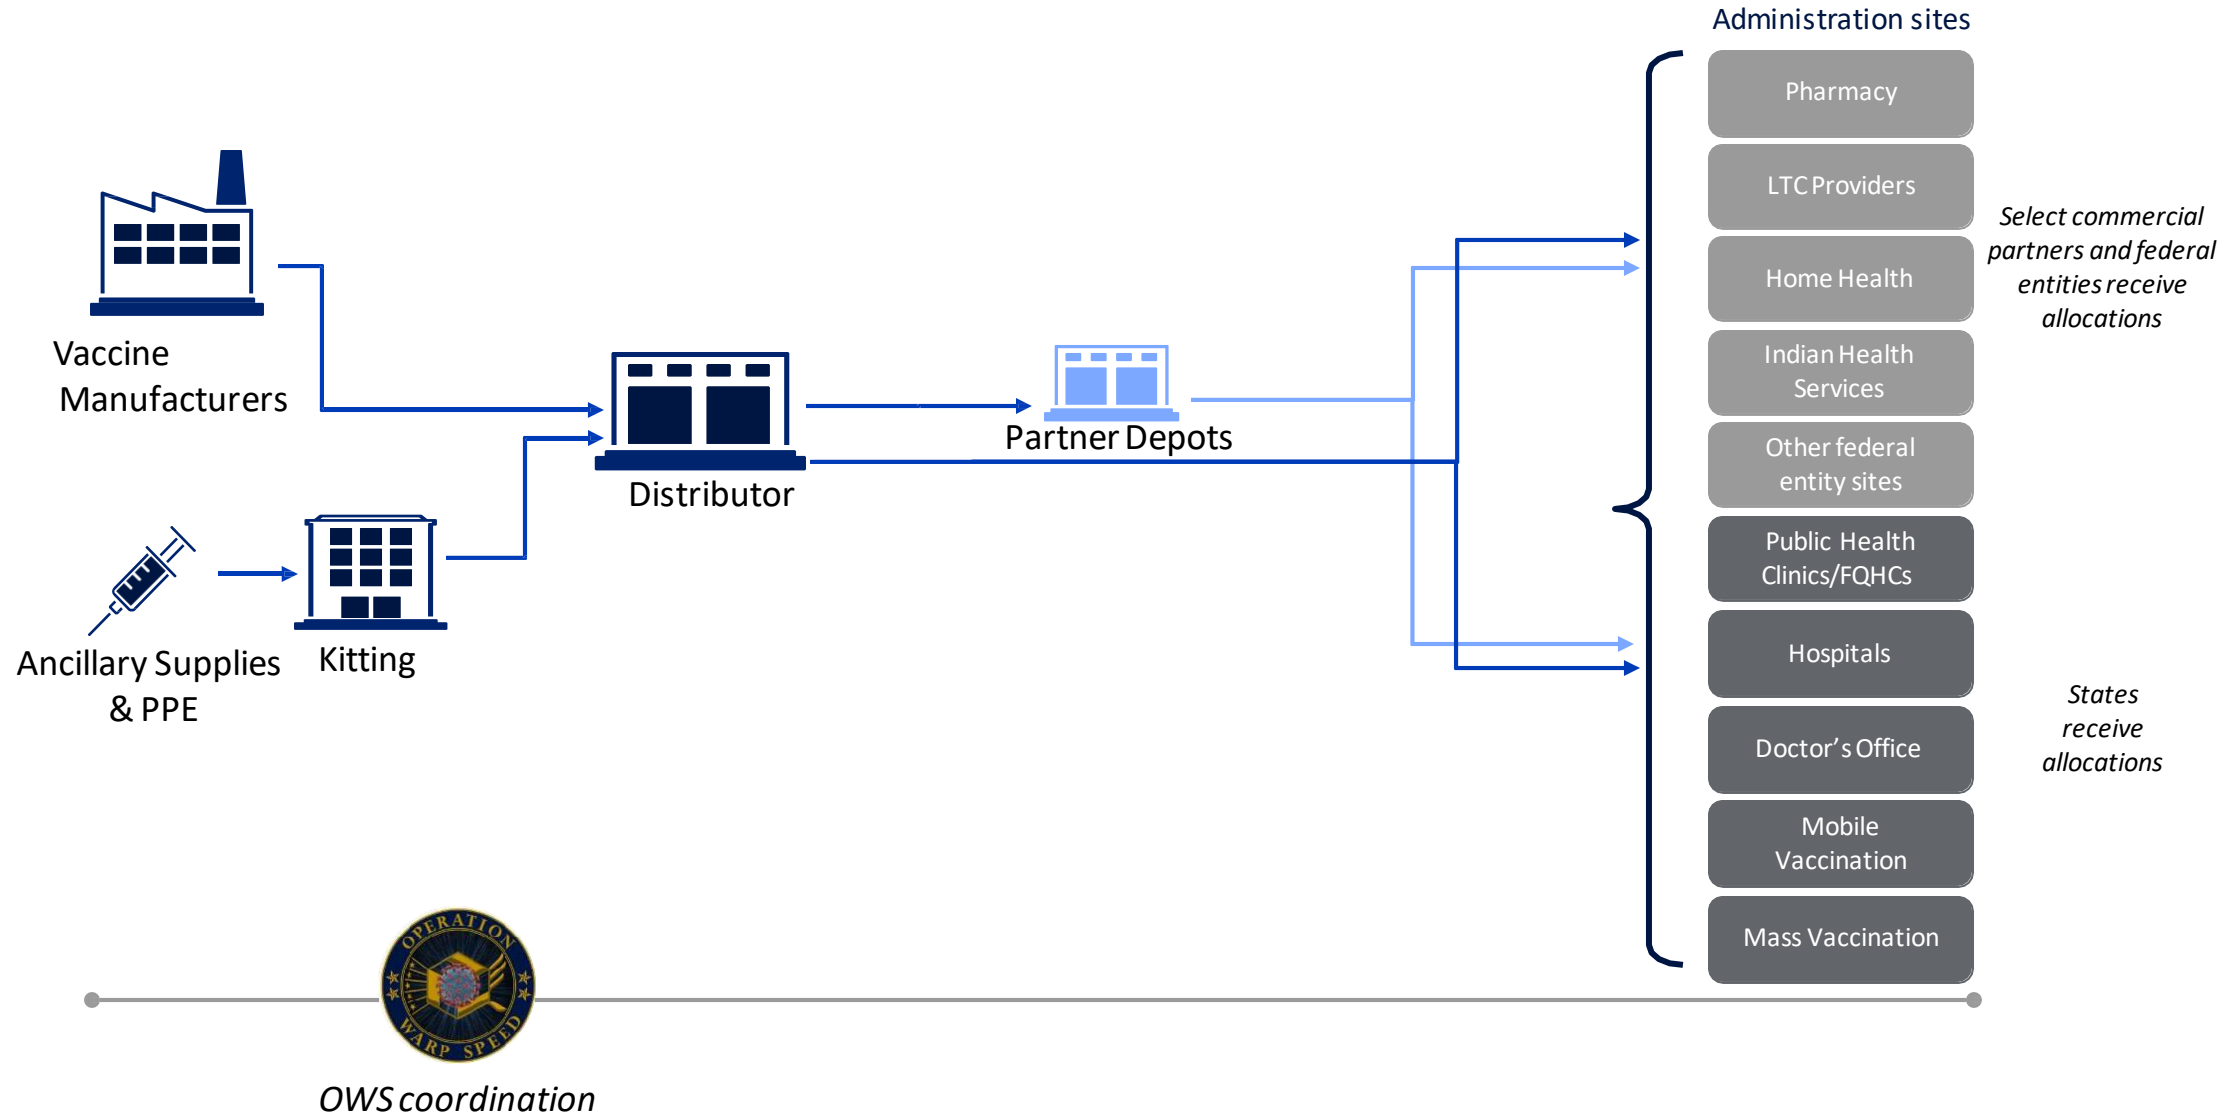 Administration sites
Pharmacy
LTC Providers
Home Health
Indian Health
Services
Other federal
entity sites
Public Health
Clinics/FQHCs
Hospitals
Doctor’s Office
Mobile
Vaccination
Mass Vaccination
Select commercial
partners and federal
entities receive
allocations
States
receive
allocations
Vaccine
Manufacturers
Distributor
Partner Depots
Ancillary Supplies
& PPE
Kitting
OPERATION
WARP SPEED
OWS coordination